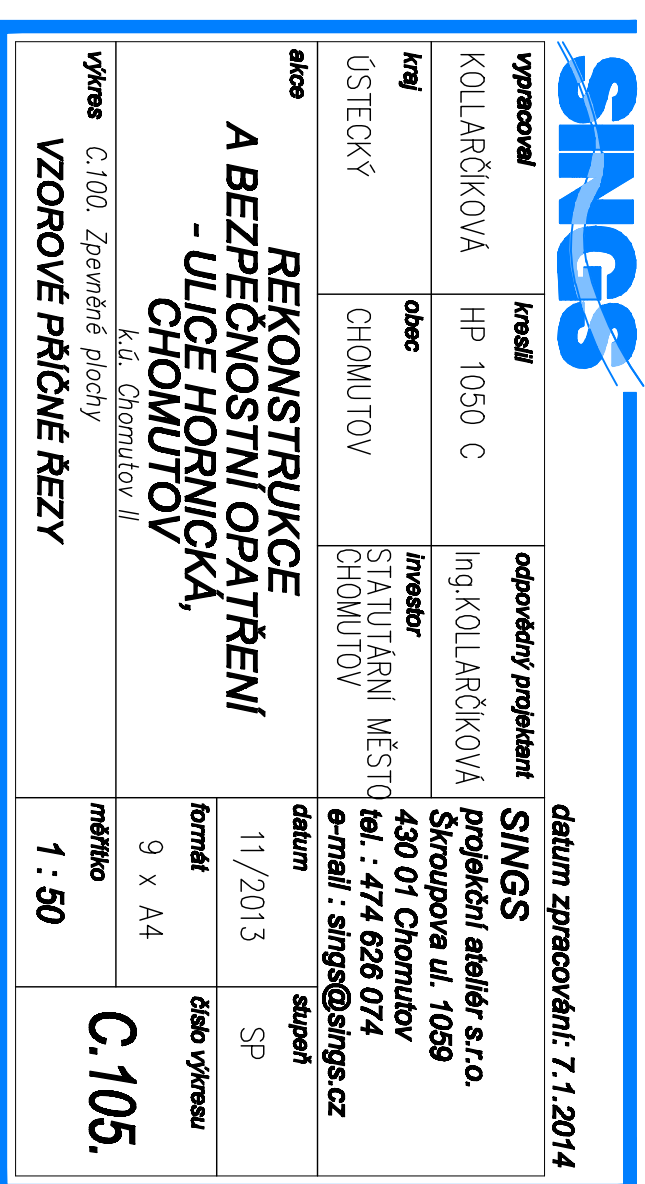 SINGS
datum zpracování: 7.1.2014
vypracoval
KOLLARČÍKOVÁ
kreslil
HP 1050 C
odpovědný projektant
Ing.KOLLARČÍKOVÁ
SINGS
projekční ateliér s.r.o.
Škroupova ul. 1059
430 01 Chomutov
tel. : 474 626 074
e-mail : sings@sings.cz
kraj
ÚSTECKÝ
obec
CHOMUTOV
investor
STATUTÁRNÍ MĚSTO
CHOMUTOV
akce
REKONSTRUKCE
A BEZPEČNOSTNÍ OPATŘENÍ
- ULICE HORNICKÁ,
CHOMUTOV
k.ú. Chomutov II
datum
11/2013
stupeň
SP
formát
9 x A4
číslo výkresu
C.105.
výkres C.100. Zpevněné plochy
VZOROVÉ PŘÍČNÉ ŘEZY
měřítko
1 : 50